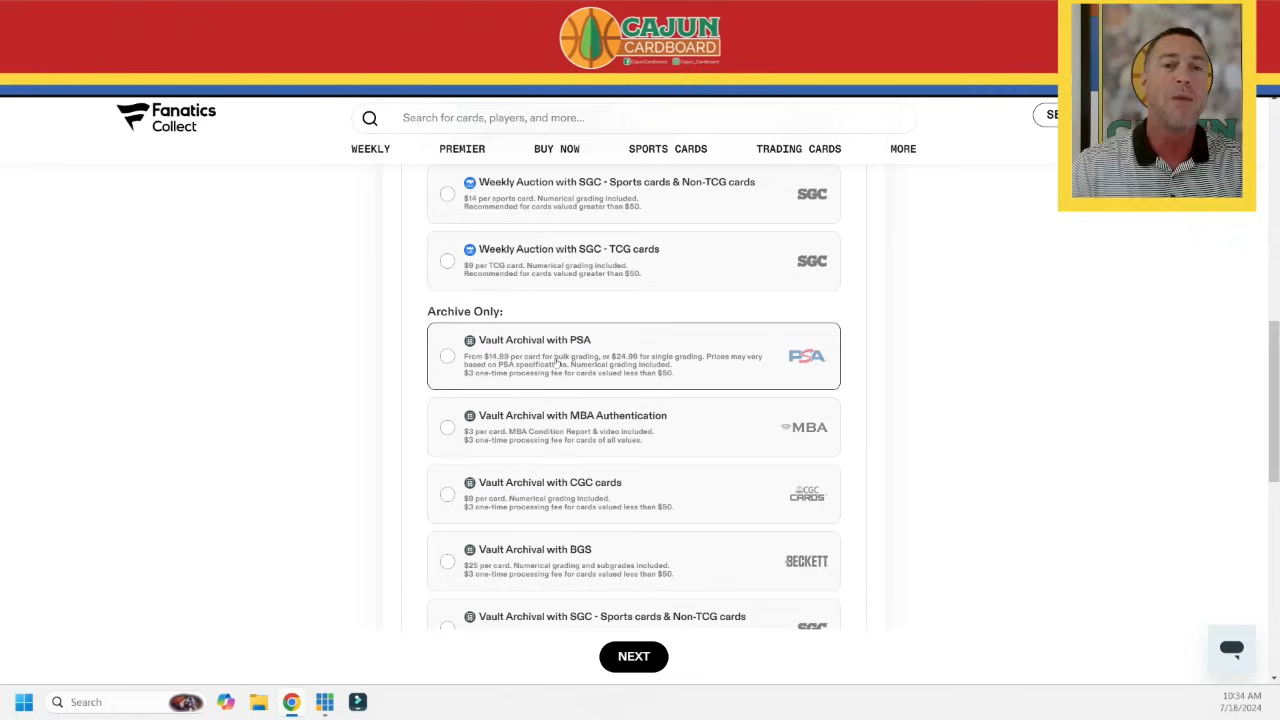 CAJUN
CARDBOARD
CajunCardboard Cajun_Cardboard
Fanatics
Collect
Search for cards, players, and more...
SE
WEEKLY PREMIER BUY NOW SPORTS CARDS TRADING CARDS MORE
Weekly Auction with SGC - Sports cards & Non-TCG cards
$14 per sports card. Numerical grading included.
Recommended for cards valued greater than $50.
SGC
Weekly Auction with SGC - TCG cards
$9 per TCG card. Numerical grading included.
Recommended for cards valued greater than $50.
SGC
Archive Only:
Vault Archival with PSA
From $14.99 per card for bulk grading, or $24.99 for single grading. Prices may vary
based on PSA specifications. Numerical grading included.
$3 one-time processing fee for cards valued less than $50.
PSA
Vault Archival with MBA Authentication
$3 per card. MBA Condition Report & video included.
$3 one-time processing fee for cards of all values.
MBA
Vault Archival with CGC cards
$9 per card. Numerical grading included.
$3 one-time processing fee for cards valued less than $50.
CGC
CARDS
Vault Archival with BGS
$25 per card. Numerical grading and subgrades included.
$3 one-time processing fee for cards valued less than $50.
BECKETT
Vault Archival with SGC - Sports cards & Non-TCG cards
SGC
NEXT
Search
10:34 AM
7/18/2024